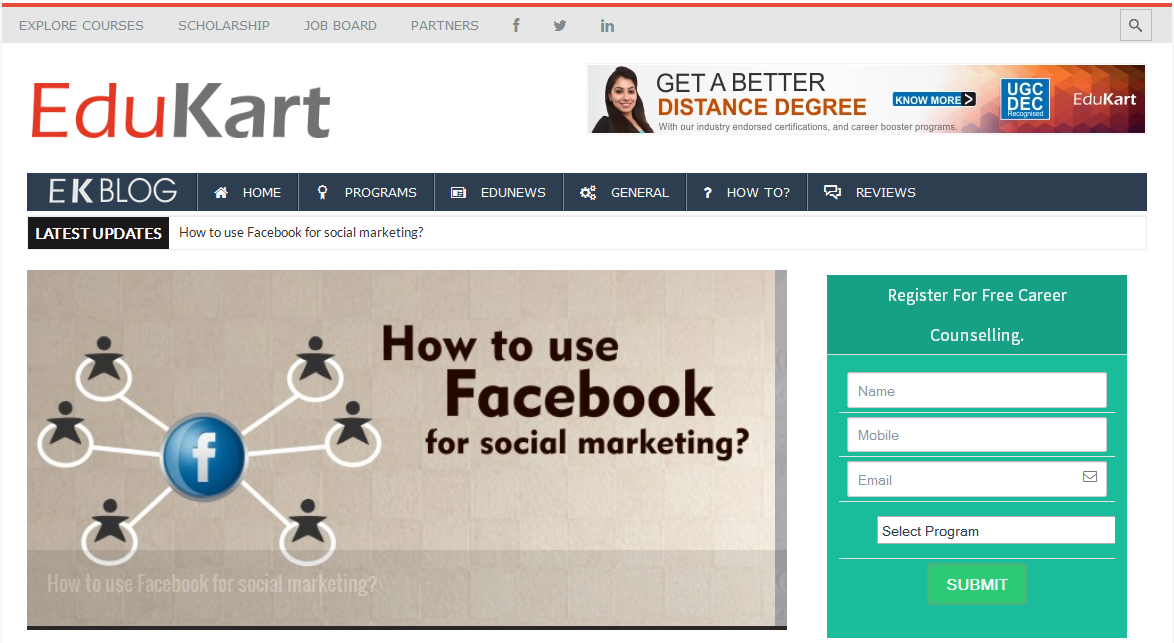 EXPLORE COURSES SCHOLARSHIP JOB BOARD PARTNERS f in
EduKart
GET A BETTER
DISTANCE DEGREE
With our industry endorsed certifications, and career booster programs.
KNOW MORE
UGC
DEC
Recognised
EduKart
EK BLOG HOME PROGRAMS EDUNEWS GENERAL ? HOW TO? REVIEWS
LATEST UPDATES How to use Facebook for social marketing?
How to use
Facebook
for social marketing?
f
How to use Facebook for social marketing?
Register For Free Career
Counselling.
Name
Mobile
Email
Select Program
SUBMIT